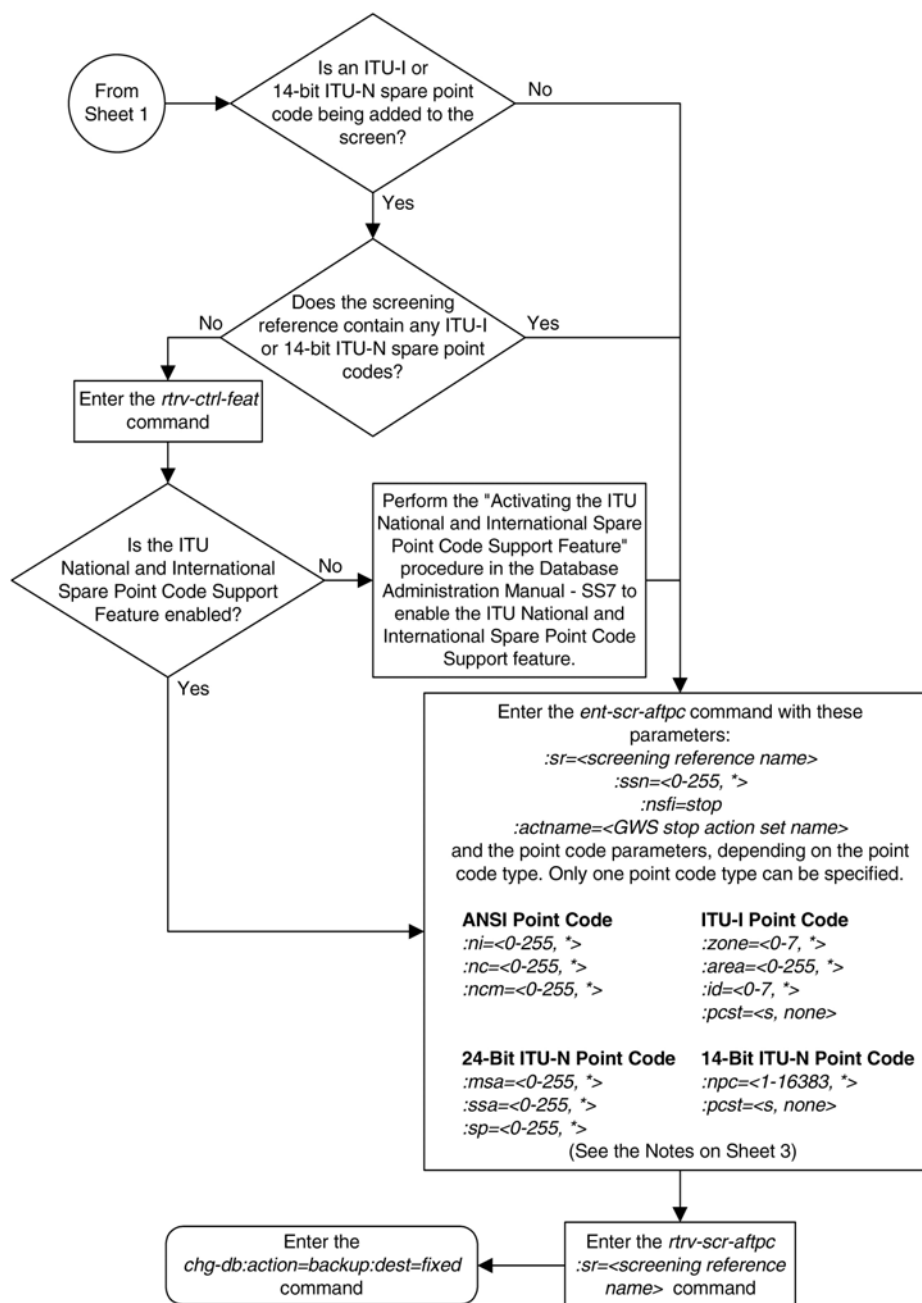 From
Sheet 1
Is an ITU-I or
14-bit ITU-N spare point
code being added to the
screen?
No
Yes
Does the screening
reference contain any ITU-I
or 14-bit ITU-N spare point
codes?
No
Yes
Enter the rtrv-ctrl-feat
command
Is the ITU
National and International
Spare Point Code Support
Feature enabled?
No
Yes
Perform the "Activating the ITU
National and International Spare
Point Code Support Feature"
procedure in the Database
Administration Manual - SS7 to
enable the ITU National and
International Spare Point Code
Support feature.
Enter the ent-scr-aftpc command with these
parameters:
:sr=<screening reference name>
:ssn=<0-255, *>
:nsfi=stop
:actname=<GWS stop action set name>
and the point code parameters, depending on the point
code type. Only one point code type can be specified.
ANSI Point Code
:ni=<0-255, *>
:nc=<0-255, *>
:ncm=<0-255, *>
ITU-I Point Code
:zone=<0-7, *>
:area=<0-255, *>
:id=<0-7, *>
:pcst=<s, none>
24-Bit ITU-N Point Code
:msa=<0-255, *>
:ssa=<0-255, *>
:sp=<0-255, *>
14-Bit ITU-N Point Code
:npc=<1-16383, *>
:pcst=<s, none>
(See the Notes on Sheet 3)
Enter the rtrv-scr-aftpc
:sr=<screening reference
name> command
Enter the
chg-db:action=backup:dest=fixed
command